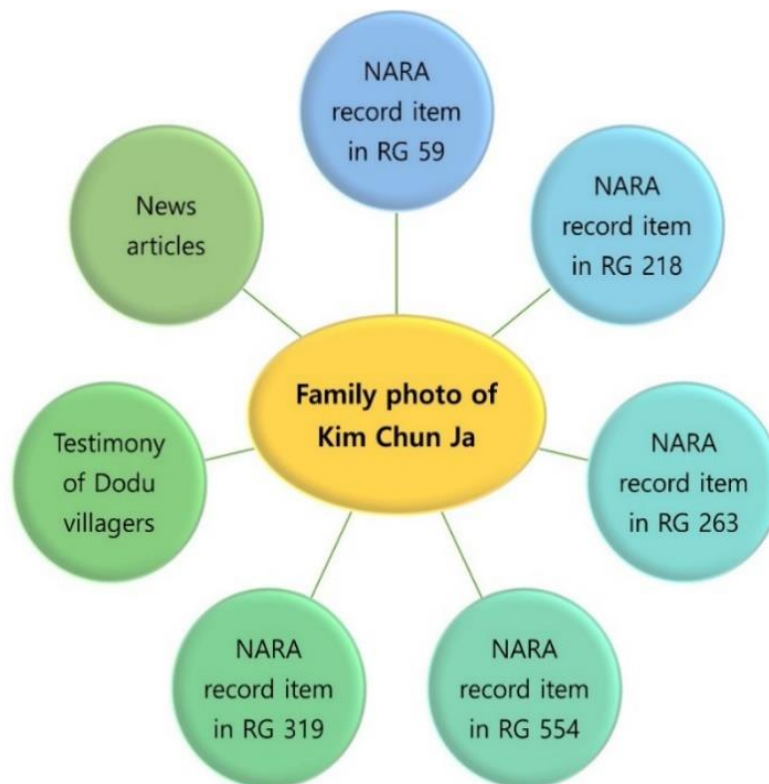 NARA
record item
in RG 59
NARA
record item
in RG 218
NARA
record item
in RG 263
NARA
record item
in RG 554
NARA
record item
in RG 319
Testimony
of Dodu
villagers
News
articles
Family photo of
Kim Chun Ja